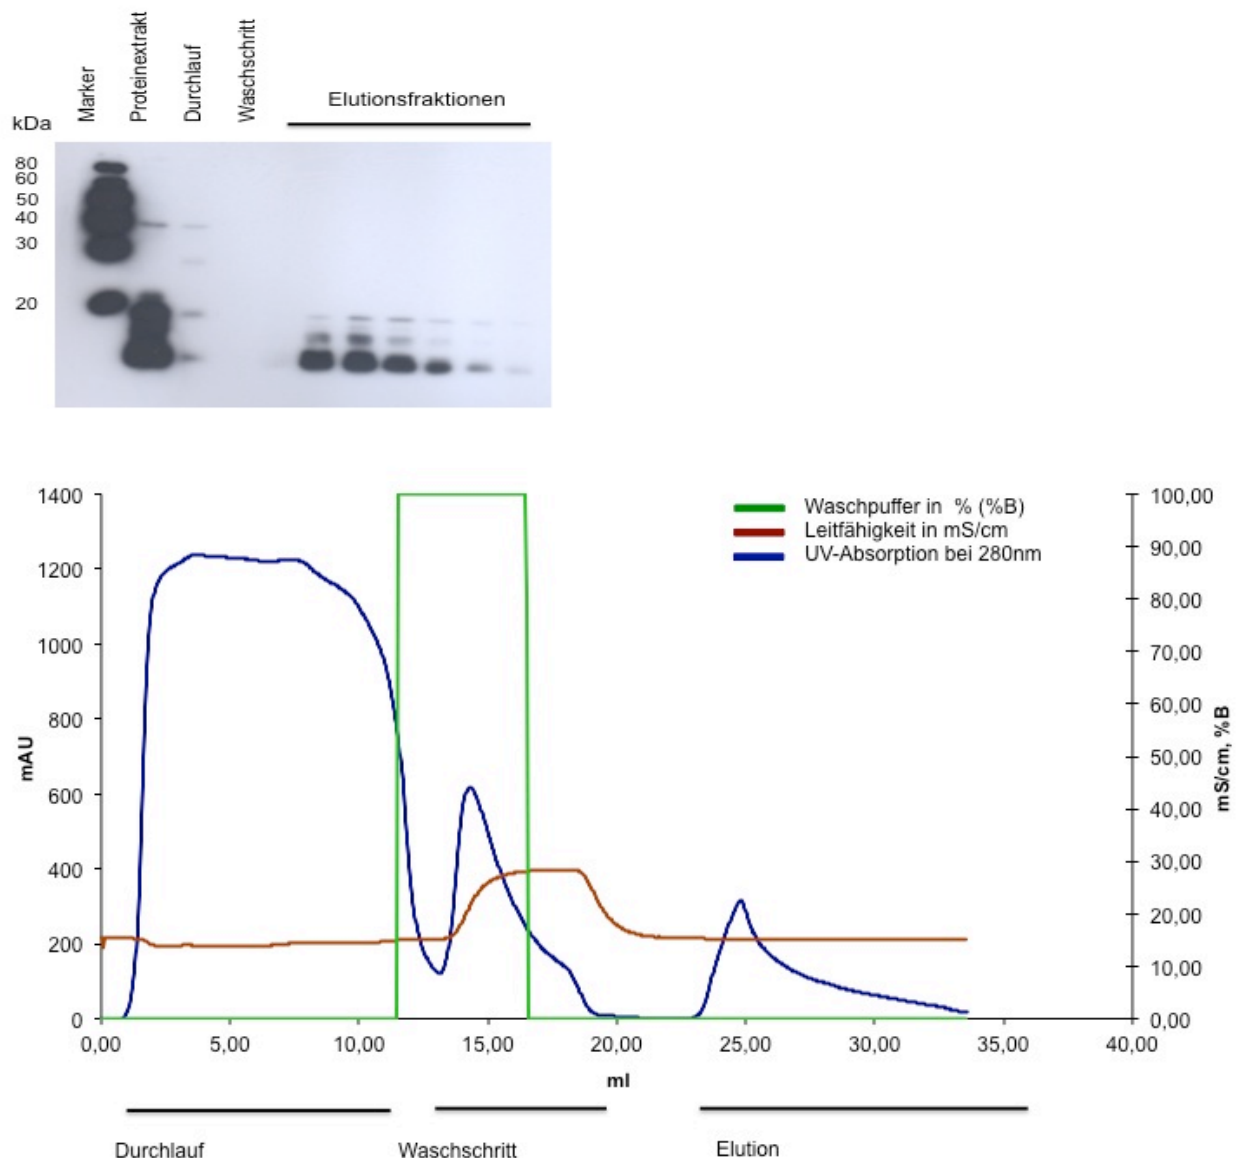 Marker
Proteinextrakt
Durchlauf
Waschschritt
Elutionsfraktionen
kDa
80
60
50
40
30
20
1400
1200
1000
800
600
400
200
0
mAU
100,00
90,00
80,00
70,00
60,00
50,00
40,00
30,00
20,00
10,00
0,00
mS/cm, %B
Waschpuffer in % (%B)
Leitfähigkeit in mS/cm
UV-Absorption bei 280nm
0,00 5,00 10,00 15,00 20,00 25,00 30,00 35,00 40,00
ml
Durchlauf Waschschritt Elution